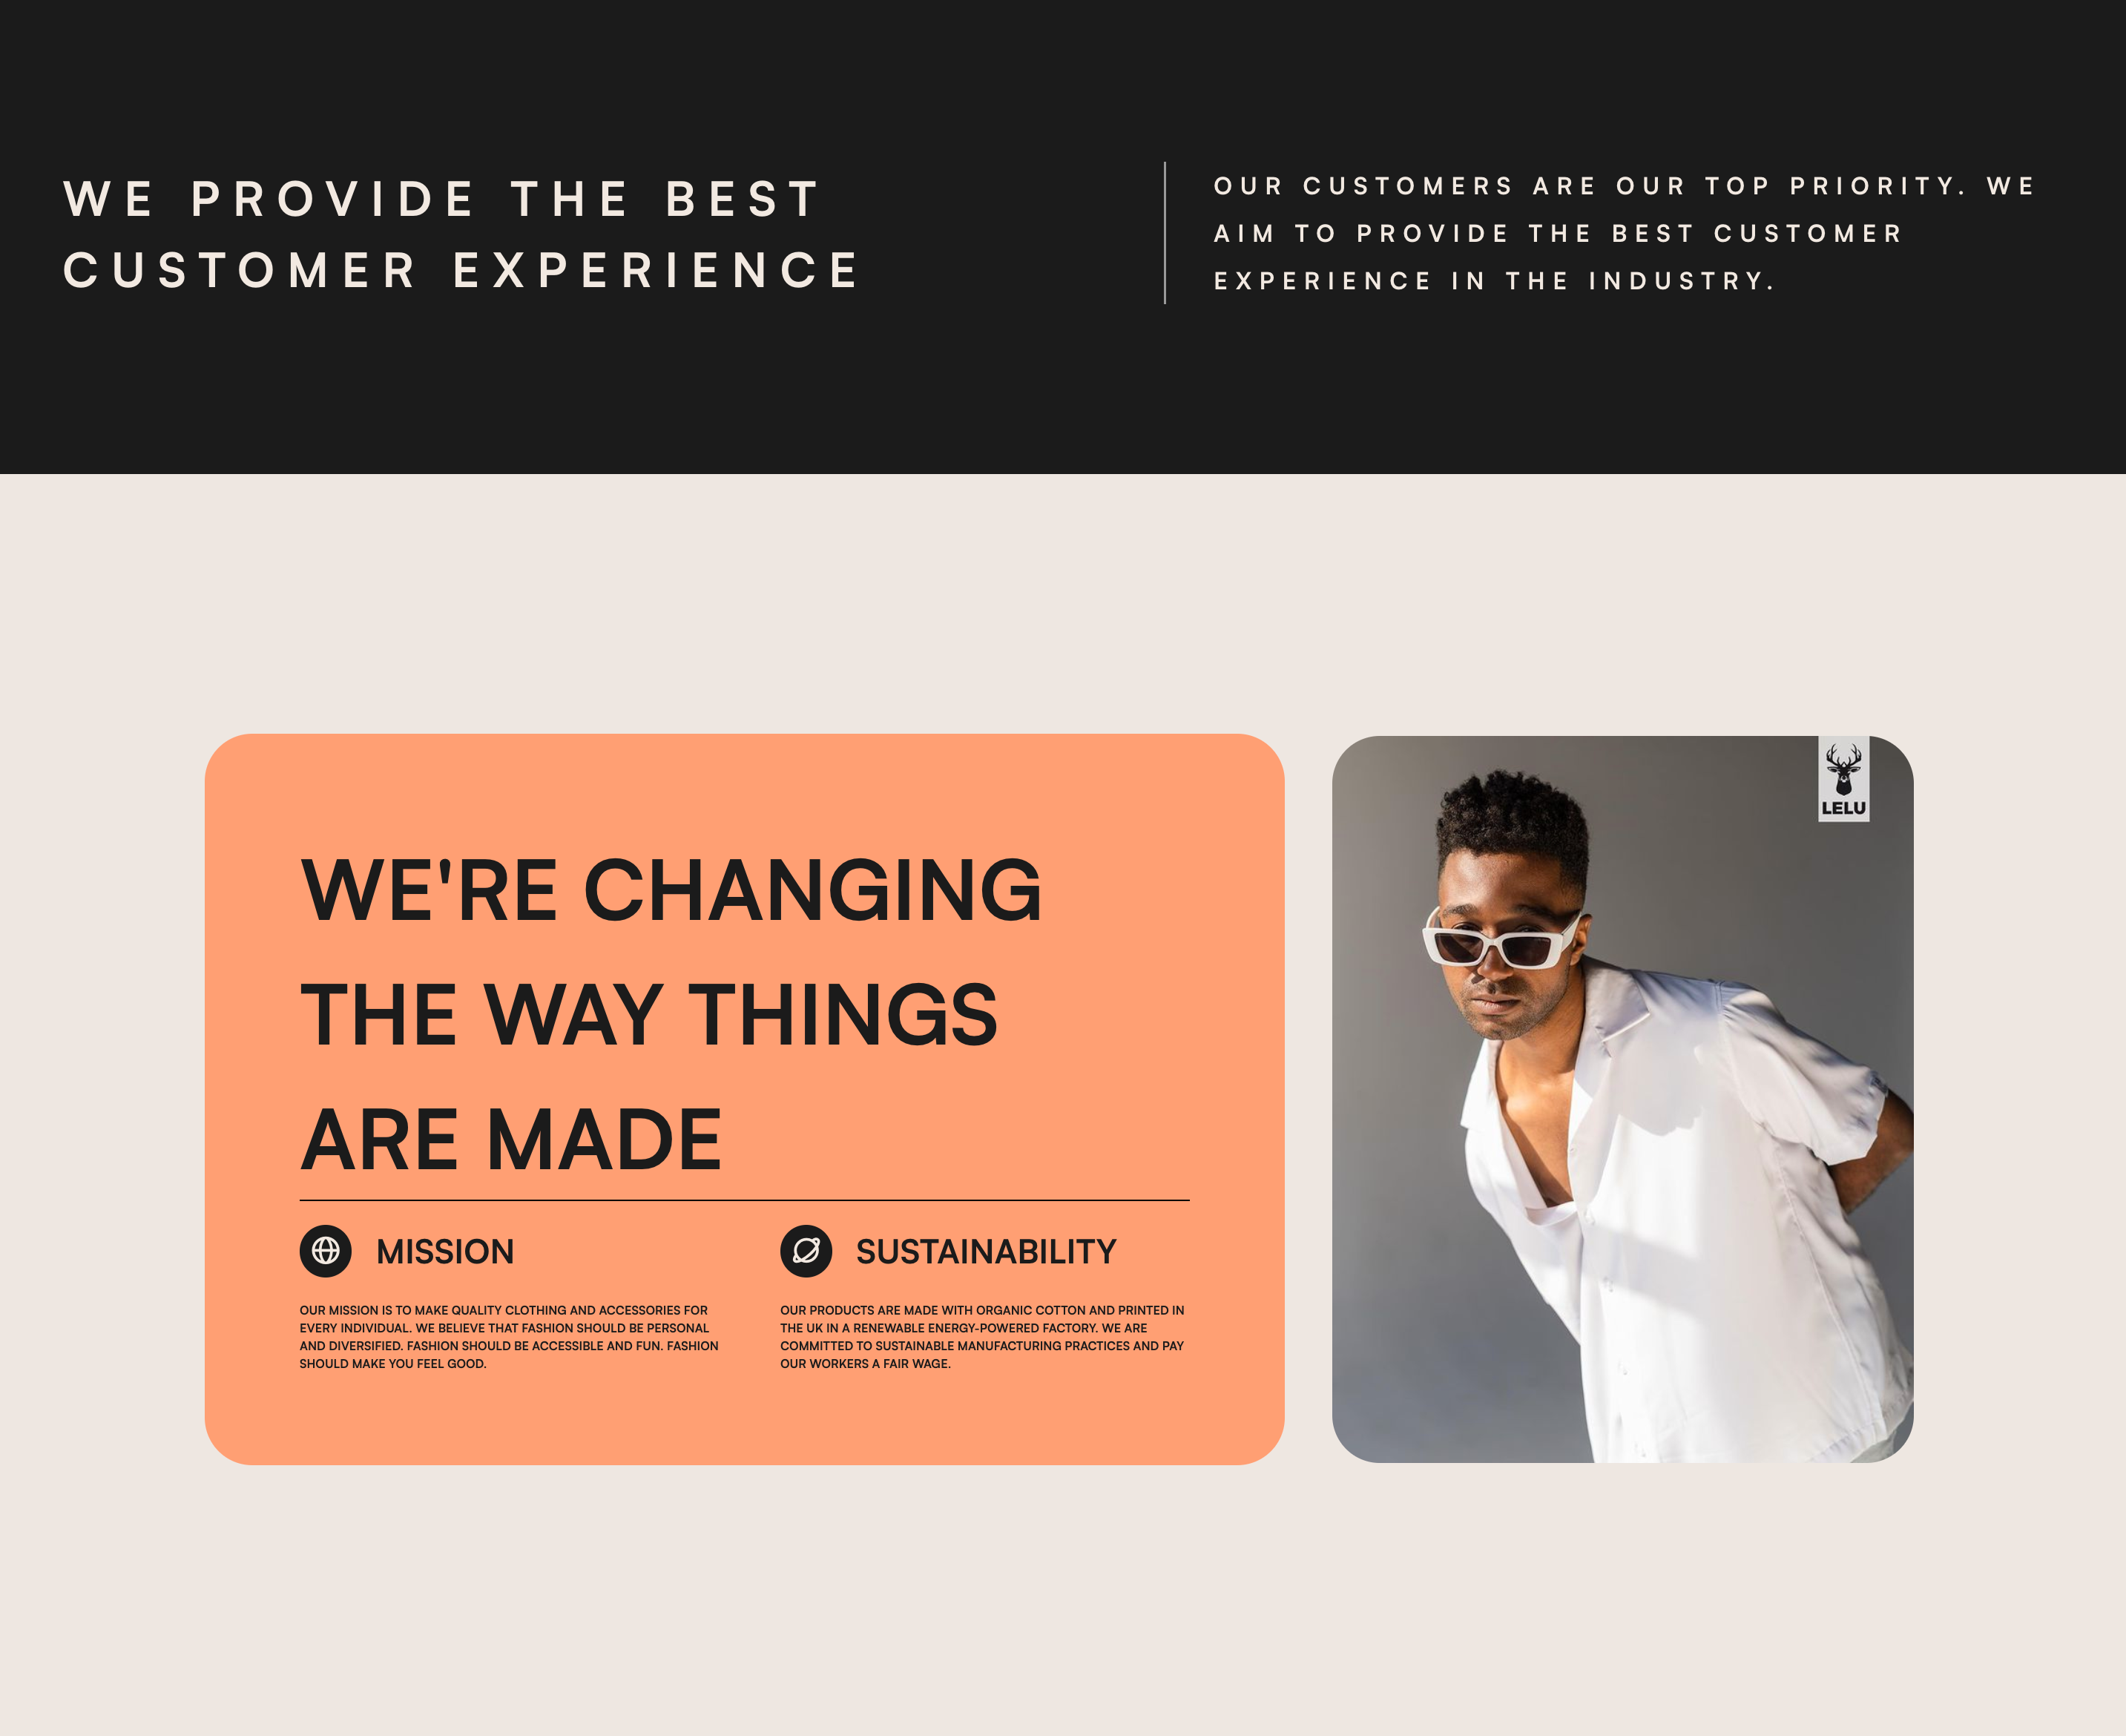 WE PROVIDE THE BEST
CUSTOMER EXPERIENCE
OUR CUSTOMERS ARE OUR TOP PRIORITY. WE
AIM TO PROVIDE THE BEST CUSTOMER
EXPERIENCE IN THE INDUSTRY.
WE'RE CHANGING
THE WAY THINGS
ARE MADE
MISSION
OUR MISSION IS TO MAKE QUALITY CLOTHING AND ACCESSORIES FOR
EVERY INDIVIDUAL. WE BELIEVE THAT FASHION SHOULD BE PERSONAL
AND DIVERSIFIED. FASHION SHOULD BE ACCESSIBLE AND FUN. FASHION
SHOULD MAKE YOU FEEL GOOD.
SUSTAINABILITY
OUR PRODUCTS ARE MADE WITH ORGANIC COTTON AND PRINTED IN
THE UK IN A RENEWABLE ENERGY-POWERED FACTORY. WE ARE
COMMITTED TO SUSTAINABLE MANUFACTURING PRACTICES AND PAY
OUR WORKERS A FAIR WAGE.
LELU